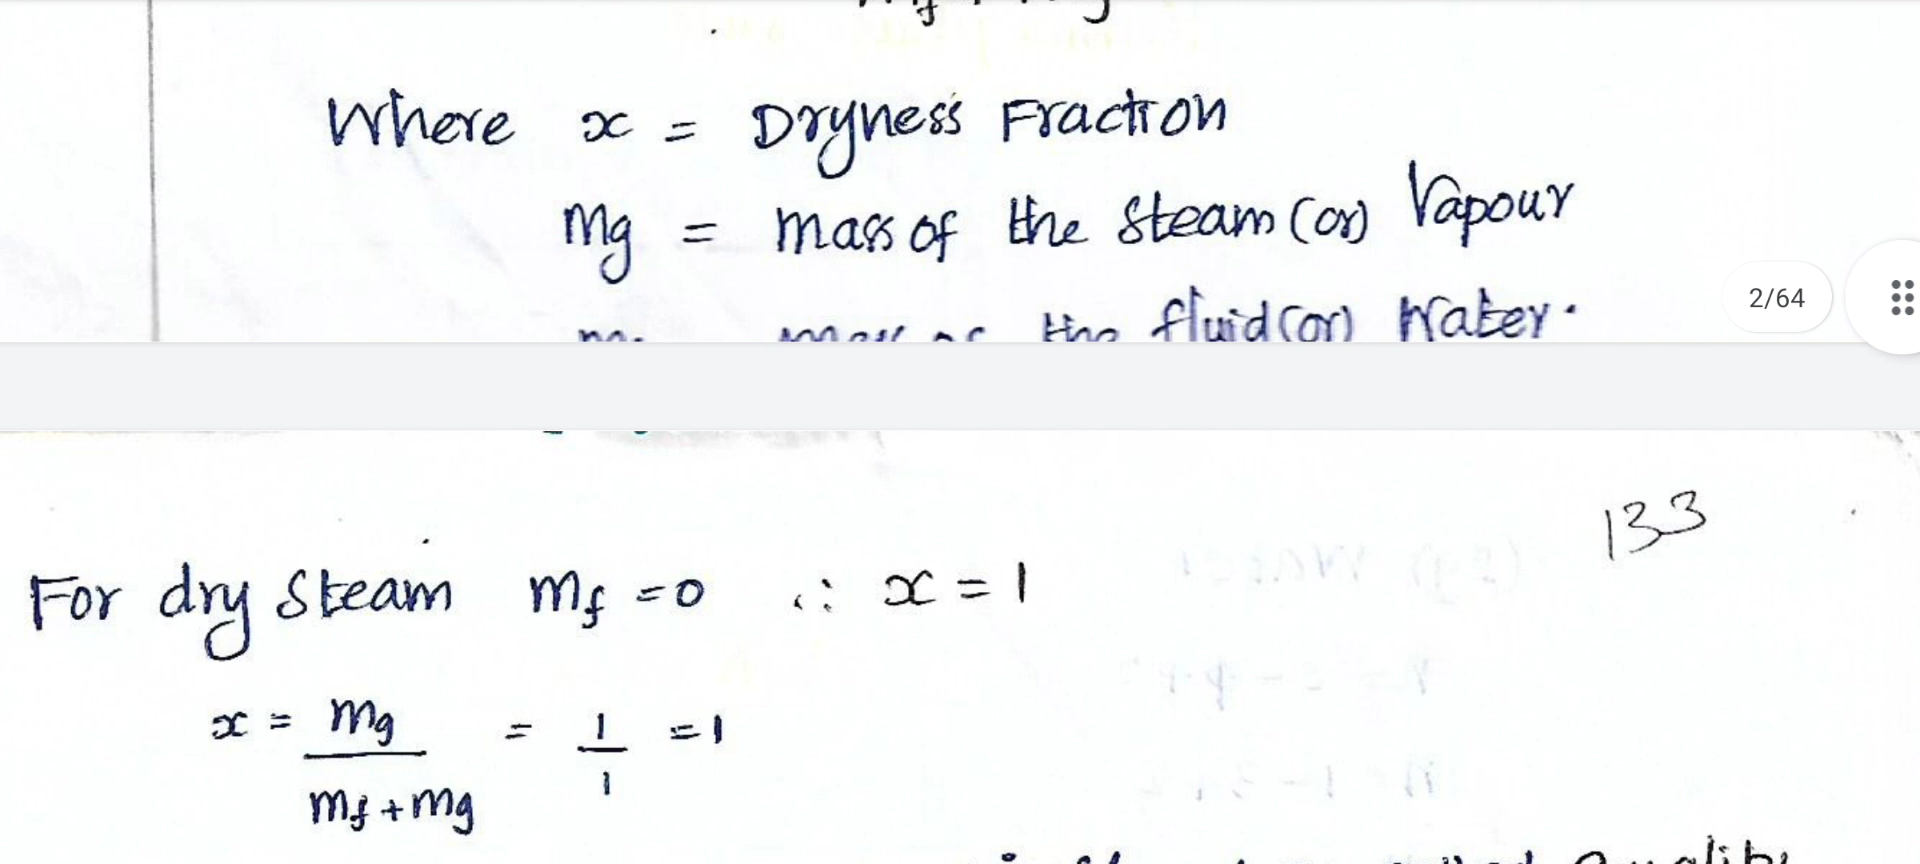 Where x = Dryness Fraction
mg = mass of the steam (or) Vapour
the fluid (or) Water.
2/64
133
For dry steam mf = 0 ∴ x = 1
x = mg / mf + mg = 1 / 1 = 1
Quality